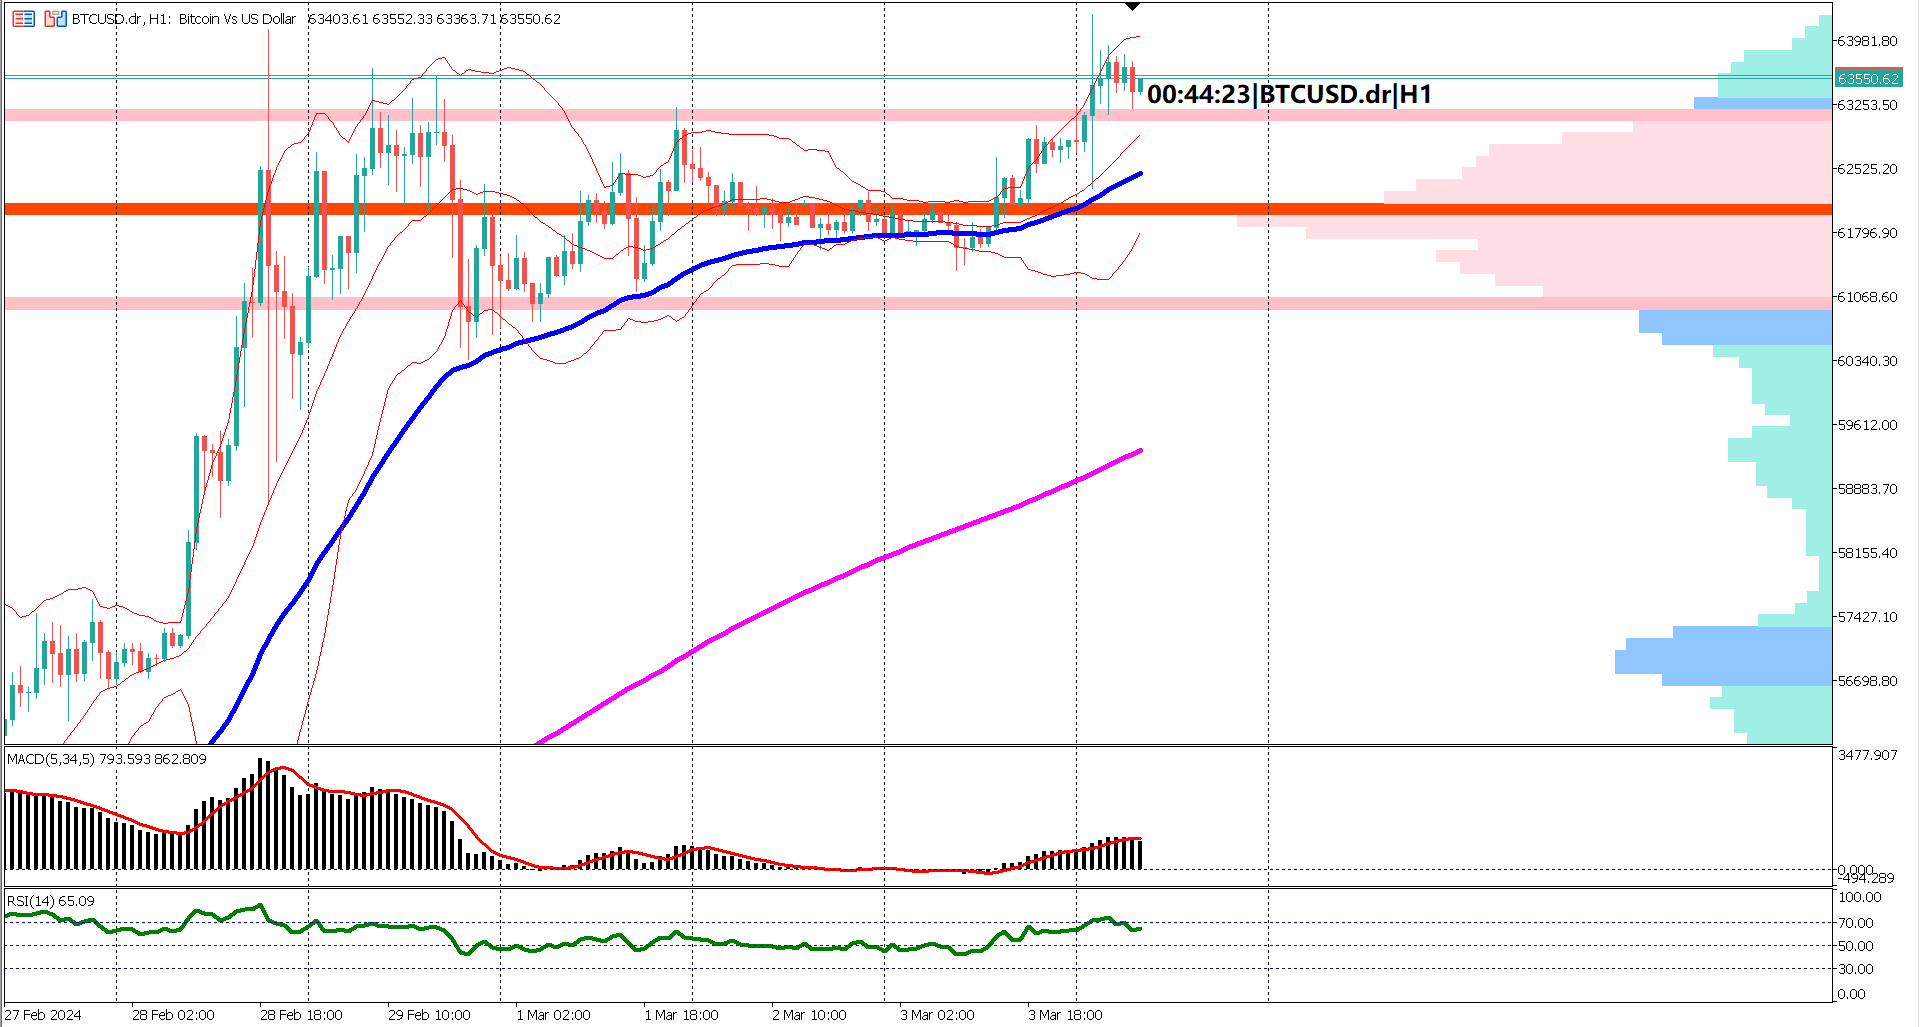 BTCUSD.dr, H1: Bitcoin Vs US Dollar 63403.61 63552.33 63363.71 63550.62
63981.80
63550.62
00:44:23|BTCUSD.dr|H1
63253.50
62525.20
61796.90
61068.60
60340.30
59612.00
58883.70
58155.40
57427.10
56698.80
MACD(5,34,5) 793.593 862.809
3477.907
0.000
-494.289
RSI(14) 65.09
100.00
70.00
50.00
30.00
0.00
27 Feb 2024
28 Feb 02:00
28 Feb 18:00
29 Feb 10:00
1 Mar 02:00
1 Mar 18:00
2 Mar 10:00
3 Mar 02:00
3 Mar 18:00